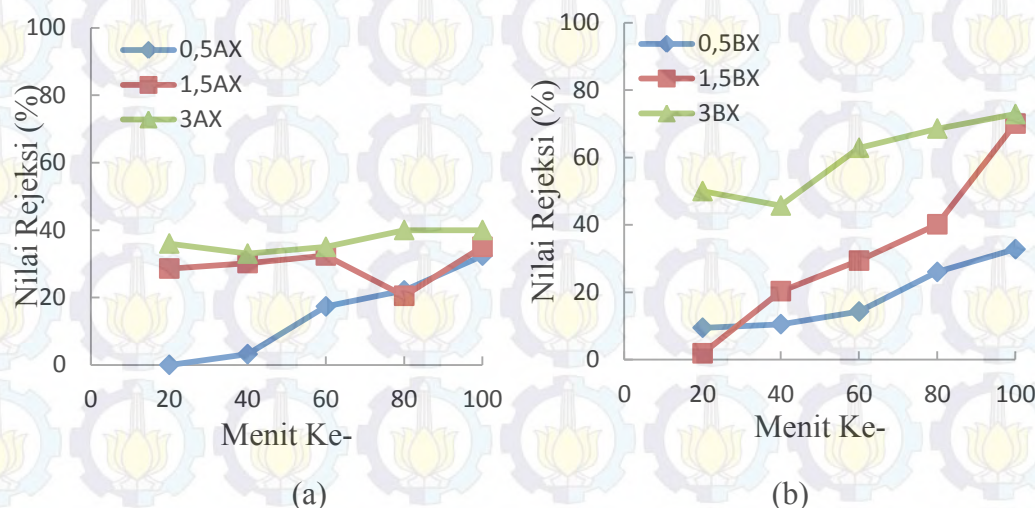 Nilai Rejeksi (%)
100
80
60
40
20
0
0,5AX
1,5AX
3AX
0 20 40 60 80 100
Menit Ke-
(a)
Nilai Rejeksi (%)
100
80
60
40
20
0
0,5BX
1,5BX
3BX
0 20 40 60 80 100
Menit Ke-
(b)